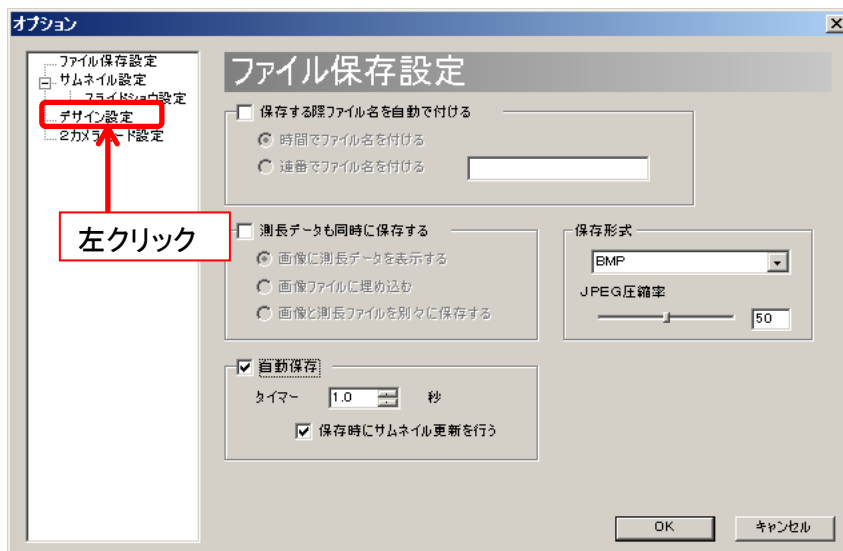 オプション
ファイル保存設定
サムネイル設定
スライドショウ設定
デザイン設定
2カメラモード設定
左クリック
ファイル保存設定
保存する際ファイル名を自動で付ける
時間でファイル名を付ける
連番でファイル名を付ける
測長データも同時に保存する
画像に測長データを表示する
画像ファイルに埋め込む
画像と測長ファイルを別々に保存する
保存形式
BMP
JPEG圧縮率
50
自動保存
タイマー 1.0 秒
保存時にサムネイル更新を行う
OK キャンセル